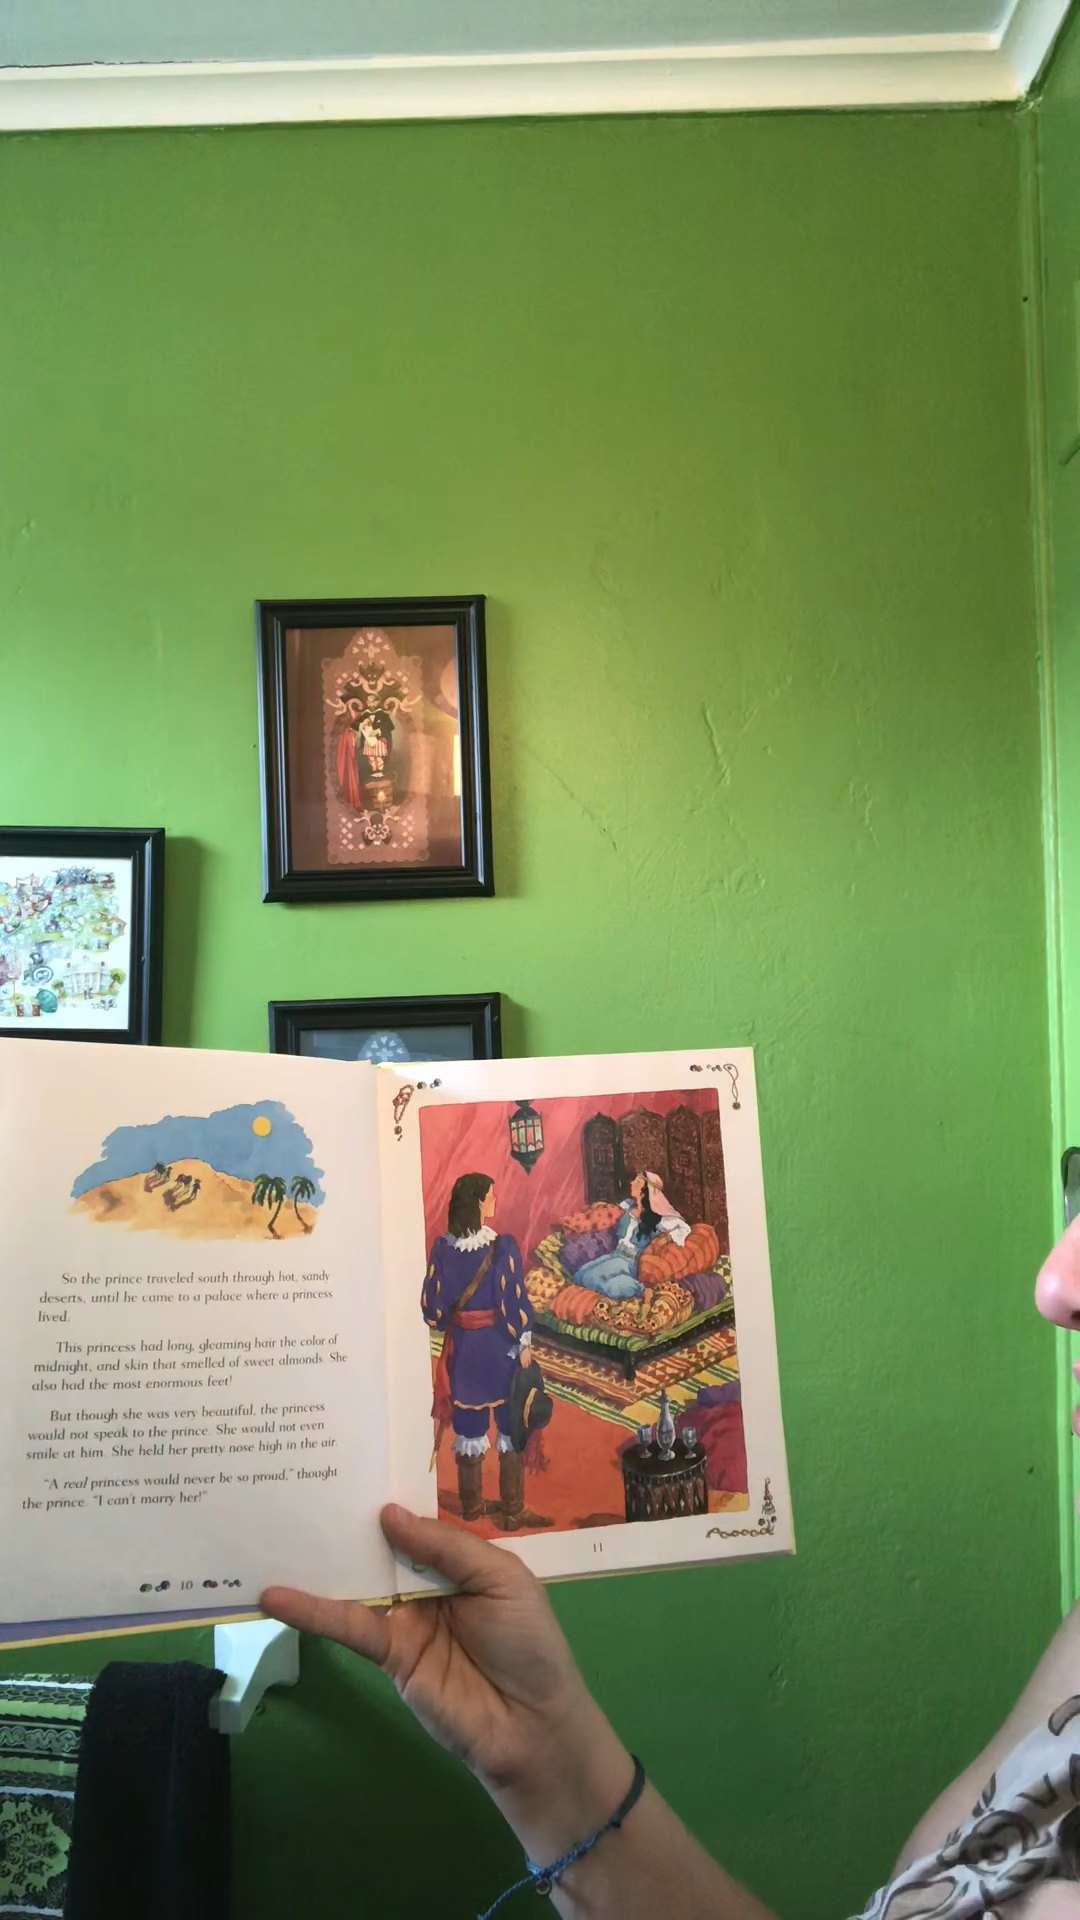 So the prince traveled south through hot, sandy
deserts, until he came to a palace where a princess
lived.
This princess had long, gleaming hair the color of
midnight, and skin that smelled of sweet almonds. She
also had the most enormous feet!
But though she was very beautiful, the princess
would not speak to the prince. She would not even
smile at him. She held her pretty nose high in the air.
"A real princess would never be so proud," thought
the prince. "I can't marry her!"
10
11